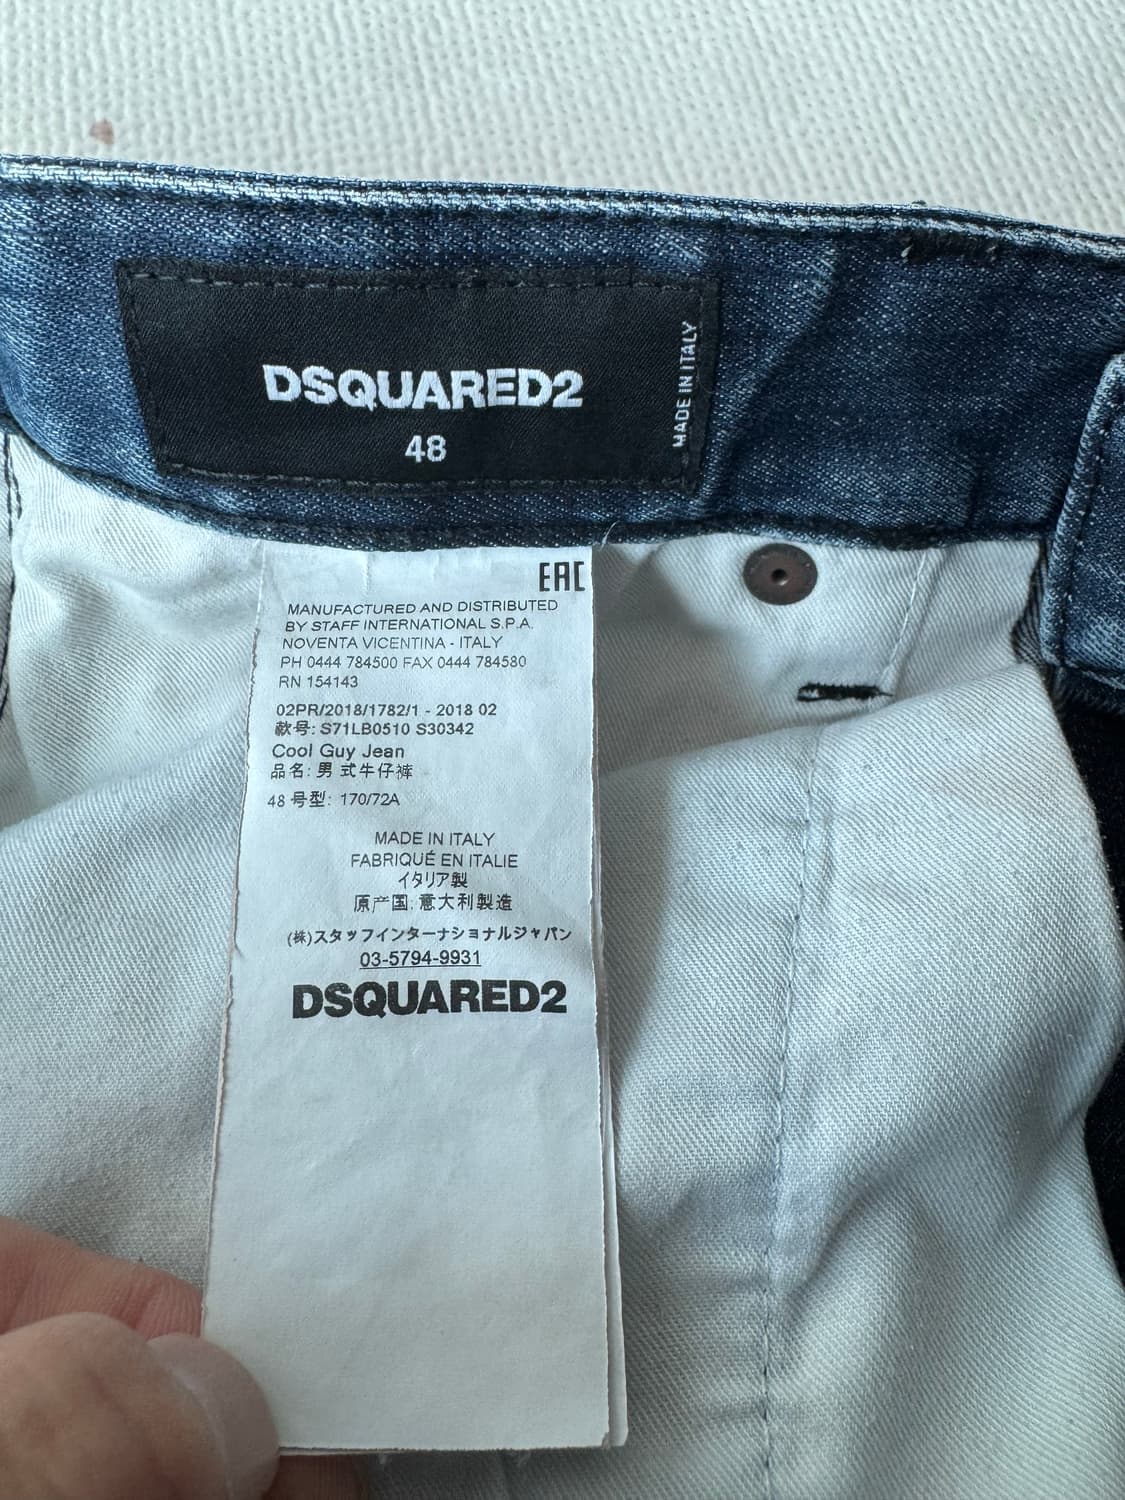 DSQUARED2
48
MADE IN ITALY
EAC
MANUFACTURED AND DISTRIBUTED
BY STAFF INTERNATIONAL S.P.A.
NOVENTA VICENTINA - ITALY
PH 0444 784500 FAX 0444 784580
RN 154143
02PR/2018/1782/1 - 2018 02
款号: S71LB0510 S30342
Cool Guy Jean
品名: 男 式牛仔裤
48 号型: 170/72A
MADE IN ITALY
FABRIQUÉ EN ITALIE
イタリア製
原产国: 意大利製造
(株)スタッフインターナショナルジャパン
03-5794-9931
DSQUARED2